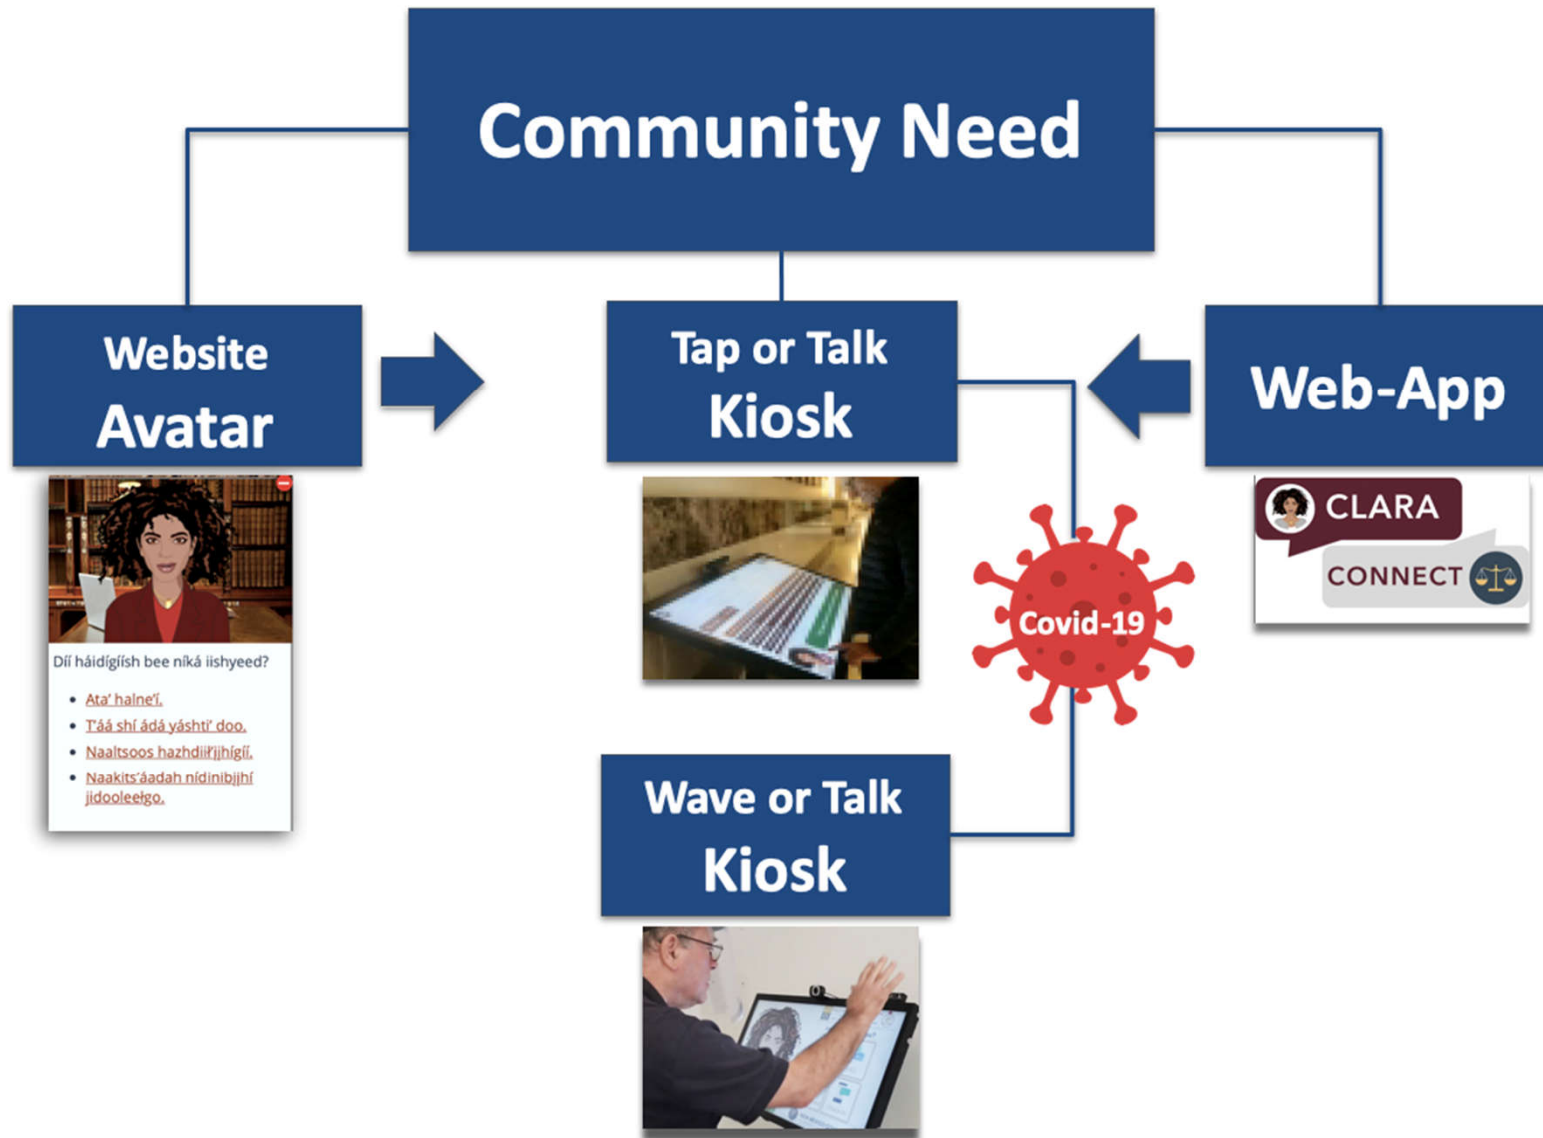 Community Need
Website
Avatar
Tap or Talk
Kiosk
Web-App
CLARA
CONNECT
Covid-19
Díí háidígíísh bee níká iishyeed?
Ata' halne'í.
T'áá shí ádá yáshti' doo.
Naaltsoos hazhdiiłjįhígíí.
Naakits'áadah nídinibįįhí
jidooleełgo.
Wave or Talk
Kiosk